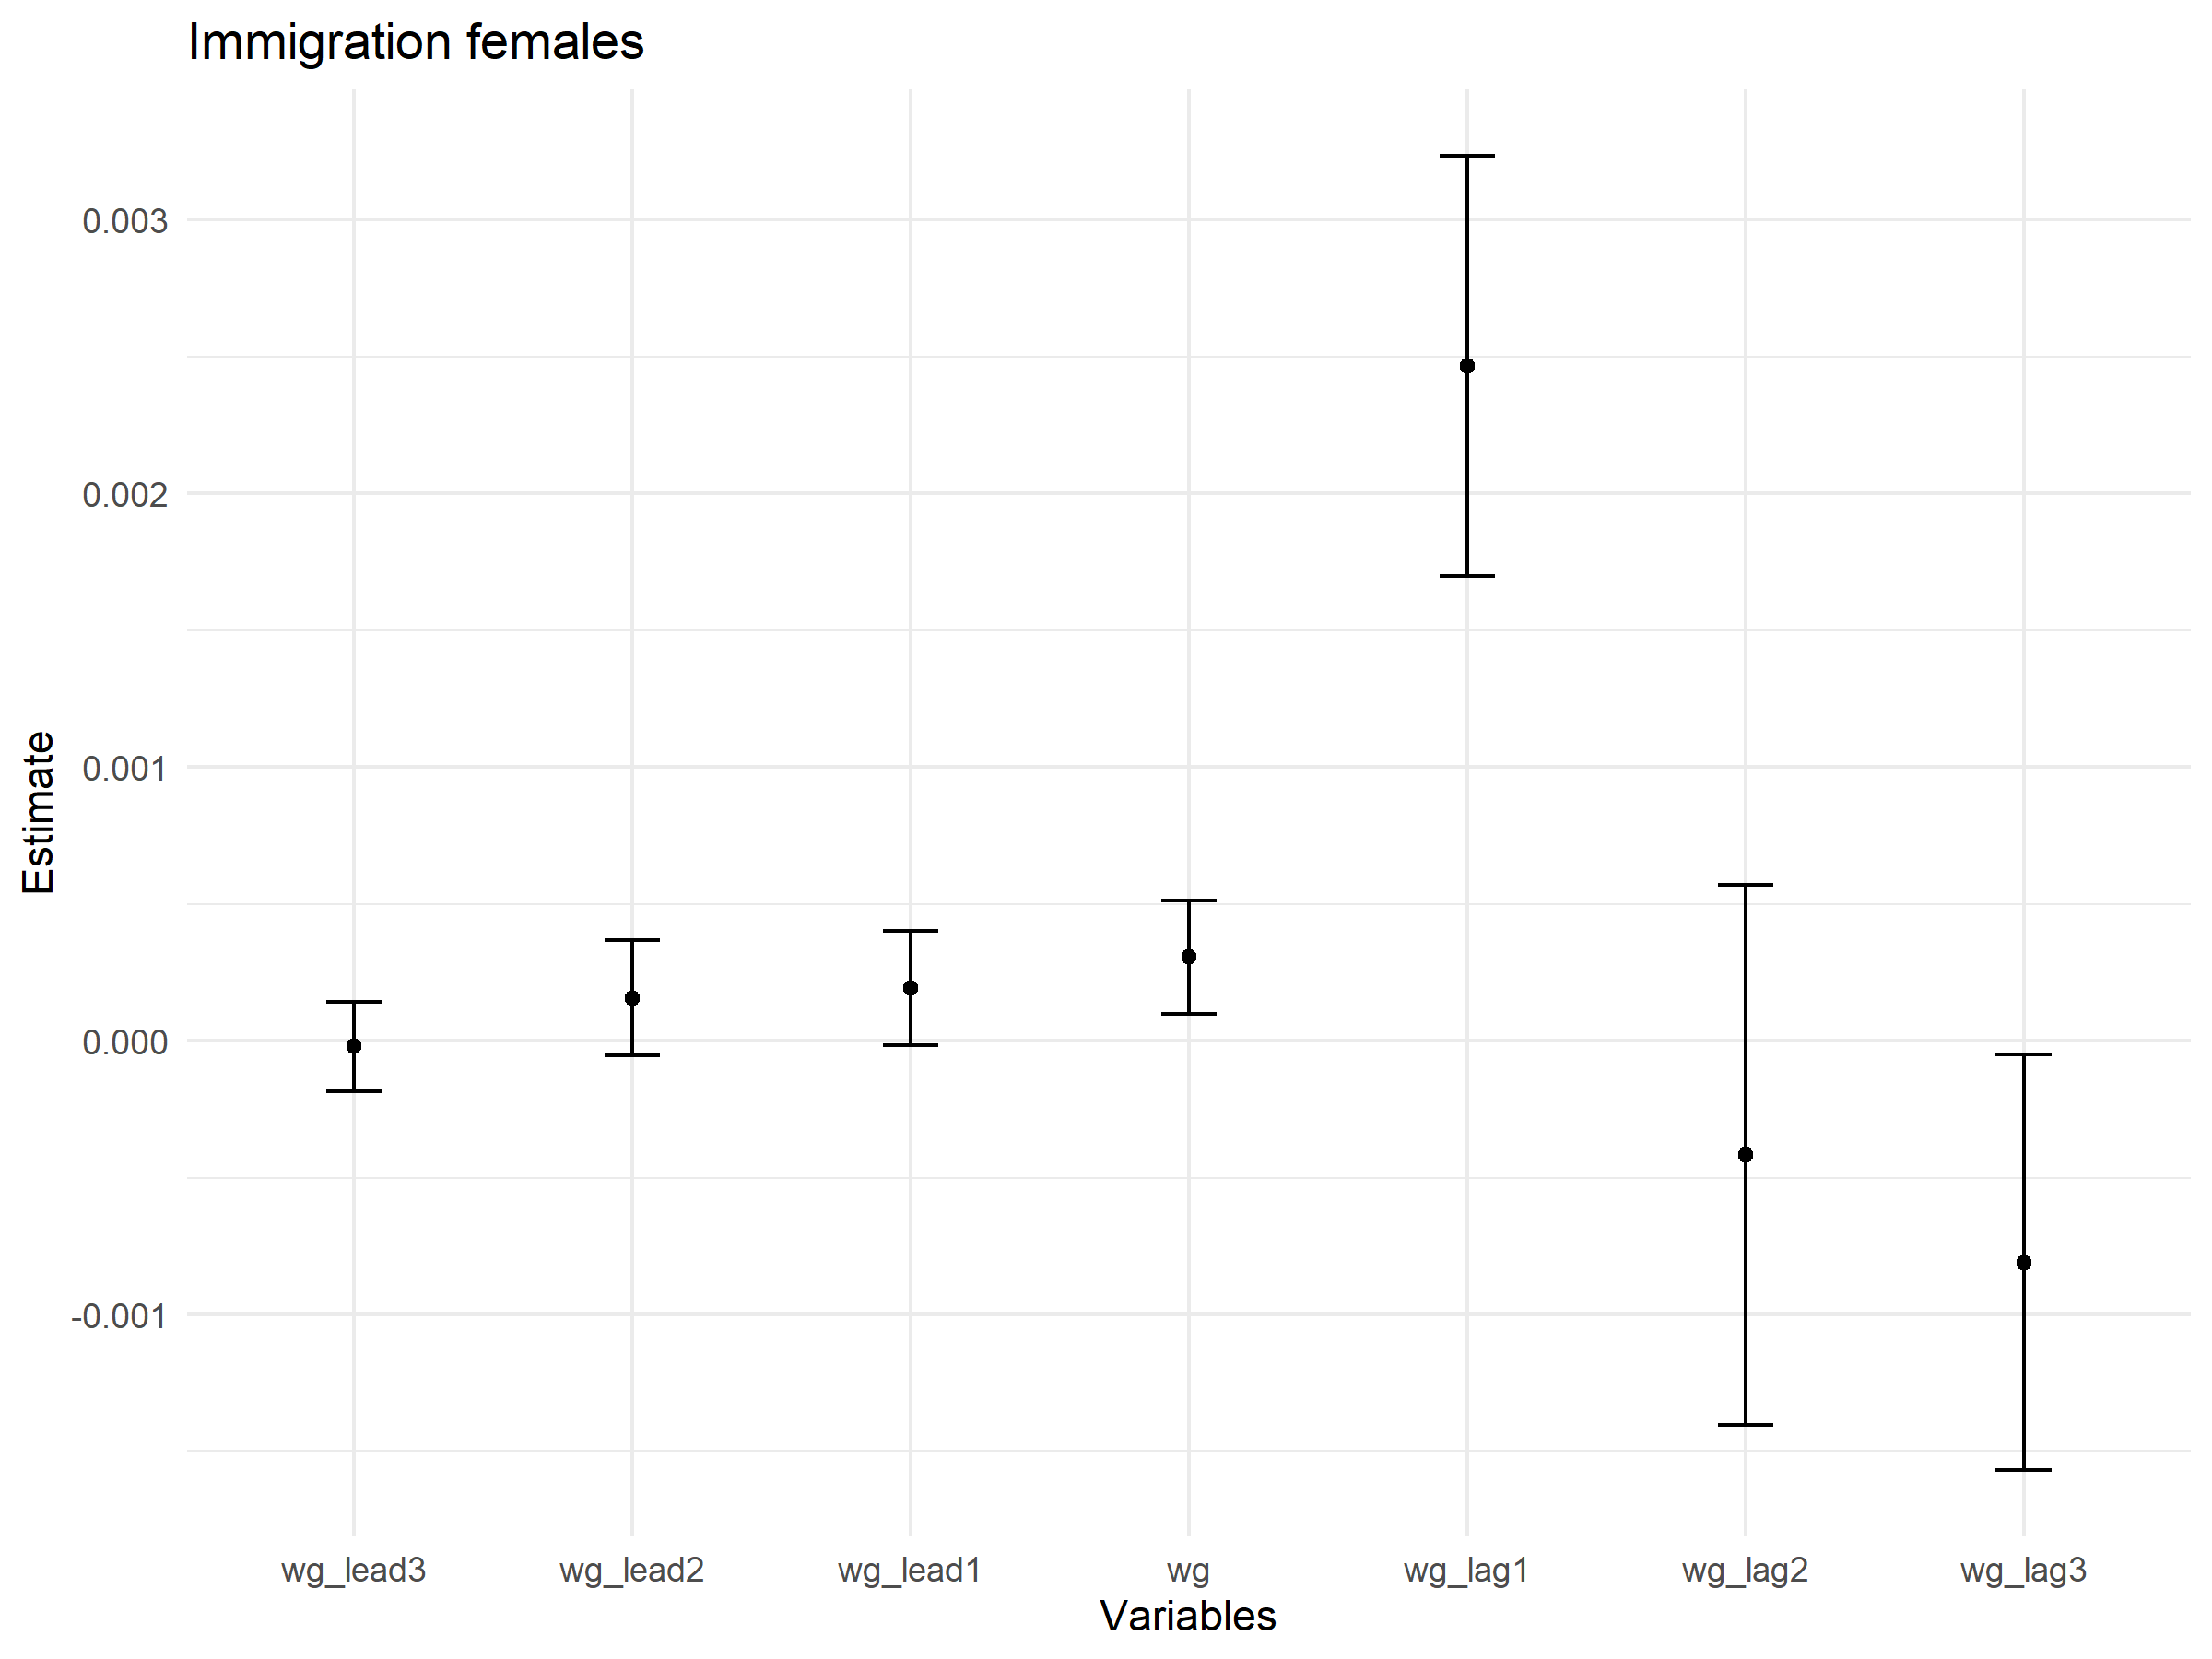 Immigration females
Estimate
0.003
0.002
0.001
0.000
-0.001
wg_lead3 wg_lead2 wg_lead1 wg wg_lag1 wg_lag2 wg_lag3
Variables